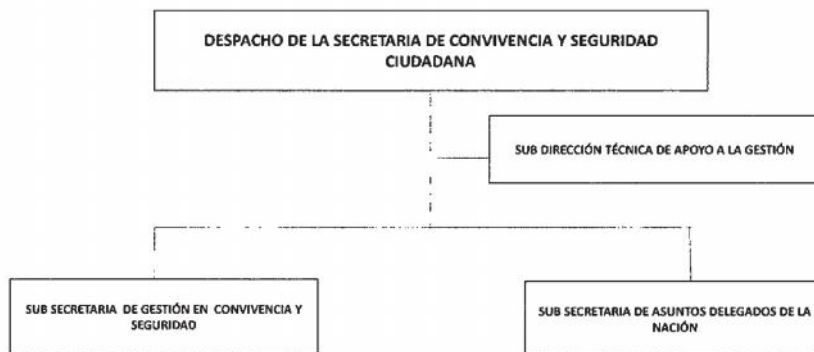 DESPACHO DE LA SECRETARIA DE CONVIVENCIA Y SEGURIDAD
CIUDADANA
SUB DIRECCIÓN TÉCNICA DE APOYO A LA GESTIÓN
SUB SECRETARIA DE GESTIÓN EN CONVIVENCIA Y
SEGURIDAD
SUB SECRETARIA DE ASUNTOS DELEGADOS DE LA
NACIÓN